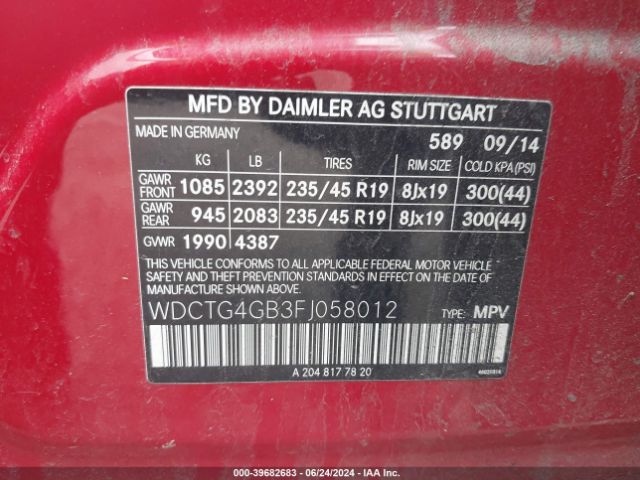 MFD BY DAIMLER AG STUTTGART
MADE IN GERMANY 589 09/14
KG LB TIRES RIM SIZE COLD KPA(PSI)
GAWR FRONT 1085 2392 235/45 R19 8Jx19 300(44)
GAWR REAR 945 2083 235/45 R19 8Jx19 300(44)
GVWR 1990 4387
THIS VEHICLE CONFORMS TO ALL APPLICABLE FEDERAL MOTOR VEHICLE
SAFETY AND THEFT PREVENTION STANDARDS IN EFFECT ON THE DATE OF
MANUFACTURE SHOWN ABOVE.
WDCTG4GB3FJ058012 TYPE: MPV
A 204 817 78 20
000-39682683 - 06/24/2024 - IAA Inc.